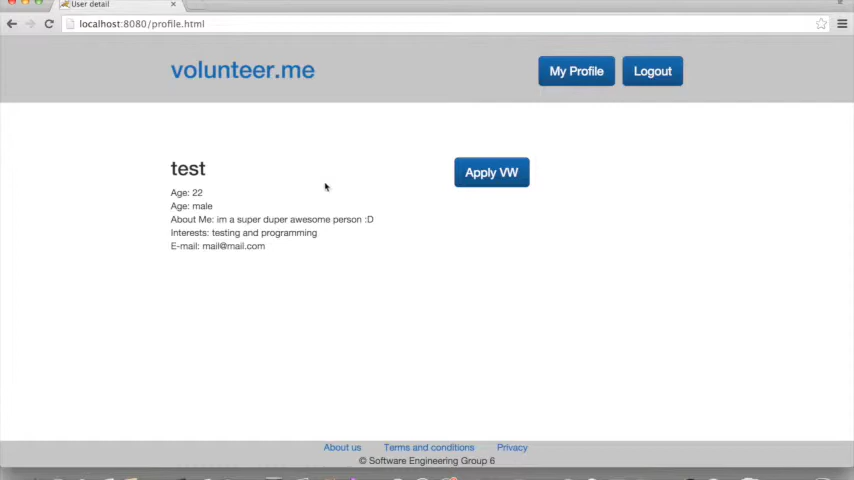 User detail
localhost:8080/profile.html
volunteer.me
My Profile
Logout
test
Apply VW
Age: 22
Age: male
About Me: im a super duper awesome person :D
Interests: testing and programming
E-mail: mail@mail.com
About us
Terms and conditions
Privacy
© Software Engineering Group 6